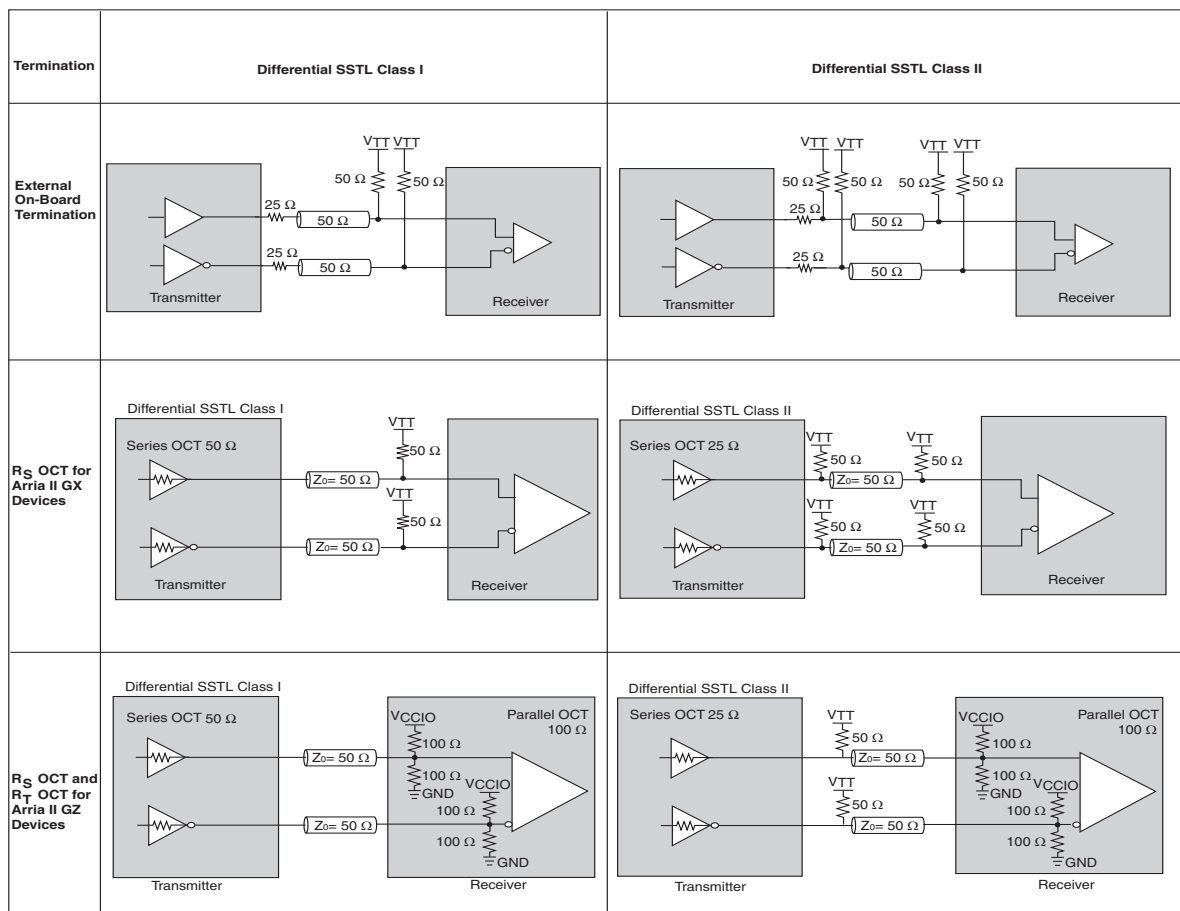 Termination
Differential SSTL Class I
Differential SSTL Class II
External
On-Board
Termination
VTT VTT
50 Ω 50 Ω
25 Ω
50 Ω
25 Ω
50 Ω
Transmitter
Receiver
VTT VTT
50 Ω 50 Ω
25 Ω
50 Ω
25 Ω
50 Ω
Transmitter
VTT VTT
50 Ω 50 Ω
Receiver
RS OCT for
Arria II GX
Devices
Differential SSTL Class I
Series OCT 50 Ω
VTT
50 Ω
Z0= 50 Ω
VTT
50 Ω
Z0= 50 Ω
Transmitter
Receiver
Differential SSTL Class II
Series OCT 25 Ω
VTT
50 Ω
VTT
50 Ω
Z0= 50 Ω
VTT
50 Ω
VTT
50 Ω
Z0= 50 Ω
Transmitter
Receiver
RS OCT and
RT OCT for
Arria II GZ
Devices
Differential SSTL Class I
Series OCT 50 Ω
Z0= 50 Ω
Z0= 50 Ω
Transmitter
VCCIO
Parallel OCT
100 Ω
100 Ω
100 Ω
GND
VCCIO
100 Ω
100 Ω
GND
Receiver
Differential SSTL Class II
Series OCT 25 Ω
VTT
50 Ω
Z0= 50 Ω
VTT
50 Ω
Z0= 50 Ω
Transmitter
VCCIO
Parallel OCT
100 Ω
100 Ω
100 Ω
GND
VCCIO
100 Ω
100 Ω
GND
Receiver